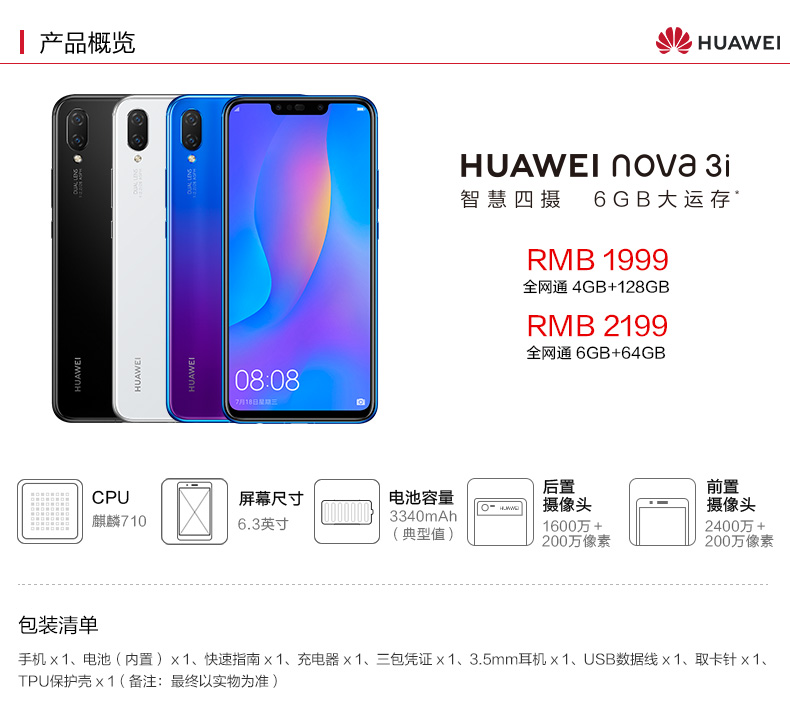 产品概览
HUAWEI
HUAWEI nova 3i
智慧四摄 6GB大运存*
RMB 1999
全网通 4GB+128GB
RMB 2199
全网通 6GB+64GB
DUAL LENS
DUAL LENS
DUAL LENS
HUAWEI
HUAWEI
HUAWEI
08:08
7月18日星期三
CPU
麒麟710
屏幕尺寸
6.3英寸
电池容量
3340mAh
（典型值）
HUAWEI
后置
摄像头
1600万+
200万像素
前置
摄像头
2400万+
200万像素
包装清单
手机 x 1、电池（内置）x 1、快速指南 x 1、充电器 x 1、三包凭证 x 1、3.5mm耳机 x 1、USB数据线 x 1、取卡针 x 1、
TPU保护壳 x 1（备注：最终以实物为准）